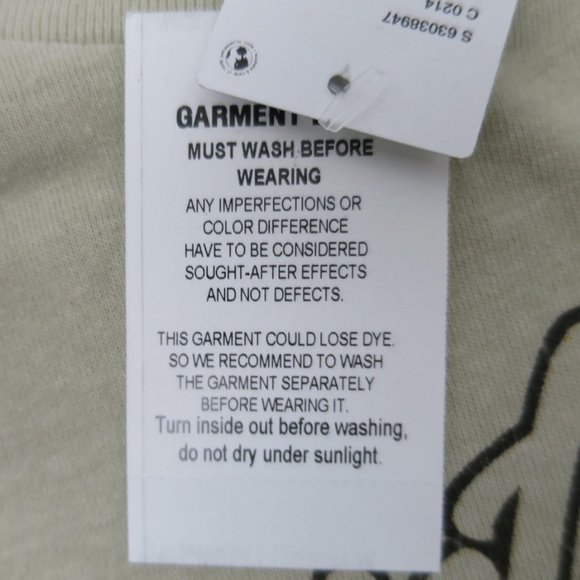 S 63038947
C 0214
GARMENT
MUST WASH BEFORE
WEARING
ANY IMPERFECTIONS OR
COLOR DIFFERENCE
HAVE TO BE CONSIDERED
SOUGHT-AFTER EFFECTS
AND NOT DEFECTS.
THIS GARMENT COULD LOSE DYE.
SO WE RECOMMEND TO WASH
THE GARMENT SEPARATELY
BEFORE WEARING IT.
Turn inside out before washing,
do not dry under sunlight.